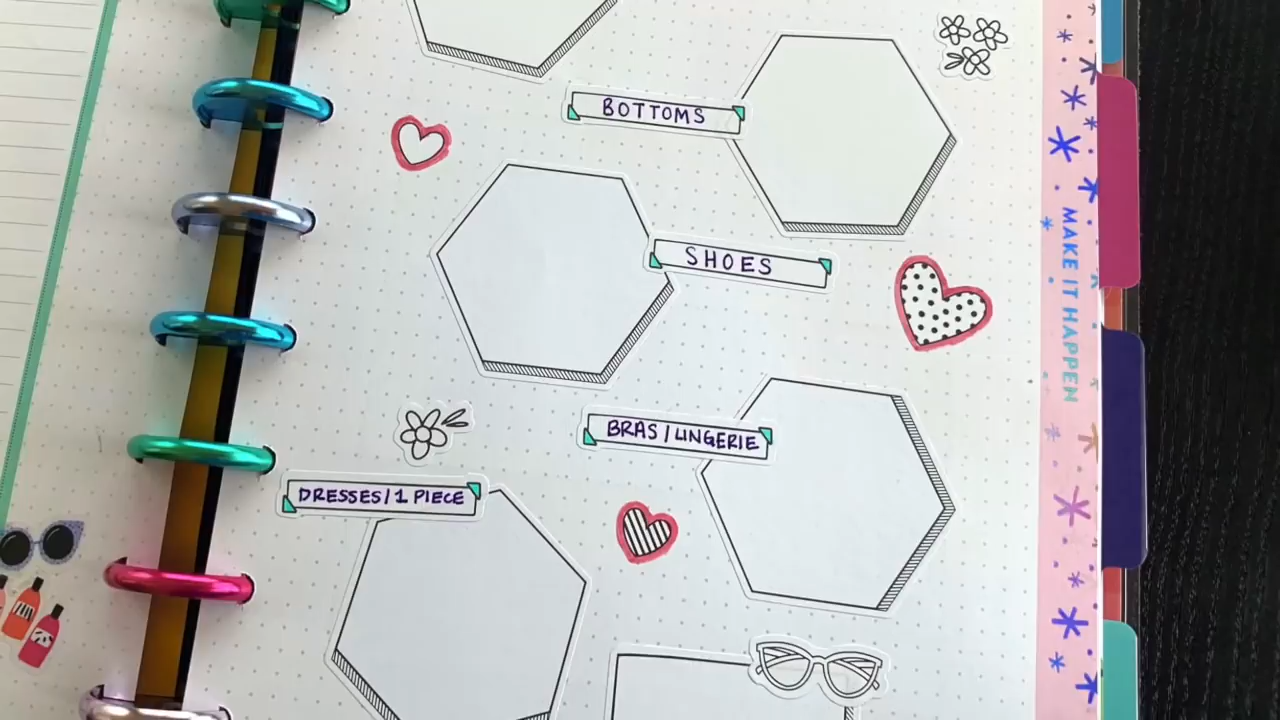 BOTTOMS
SHOES
BRAS / LINGERIE
DRESSES / 1 PIECE
MAKE IT HAPPEN